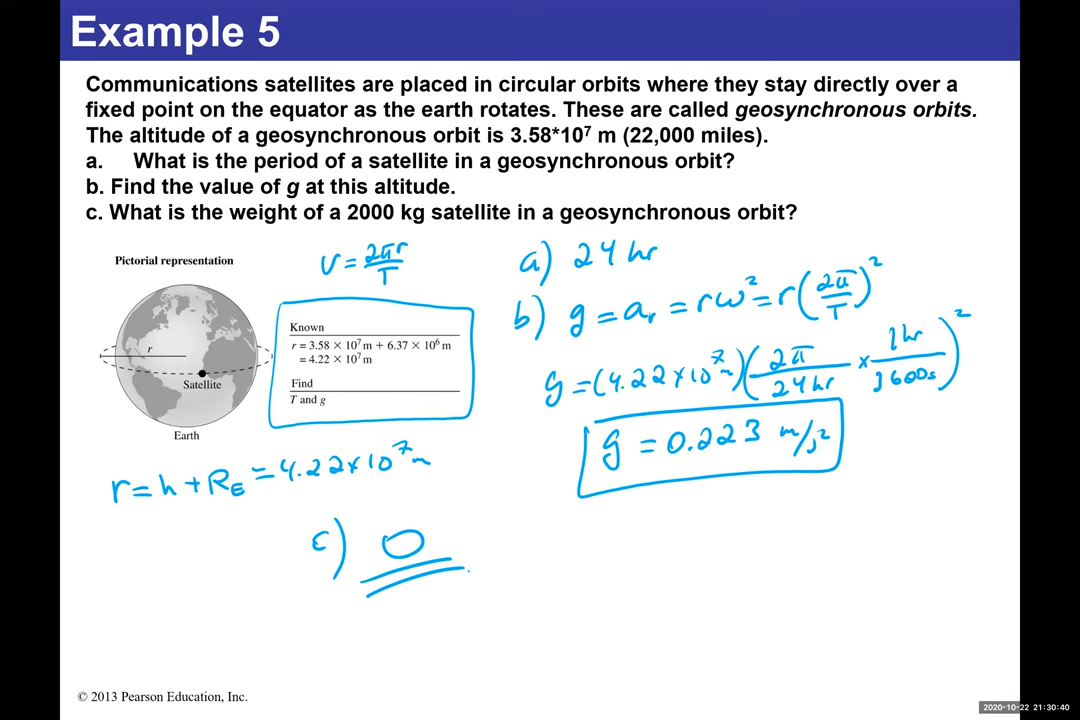 Example 5
Communications satellites are placed in circular orbits where they stay directly over a
fixed point on the equator as the earth rotates. These are called geosynchronous orbits.
The altitude of a geosynchronous orbit is 3.58*10⁷ m (22,000 miles).
a. What is the period of a satellite in a geosynchronous orbit?
b. Find the value of g at this altitude.
c. What is the weight of a 2000 kg satellite in a geosynchronous orbit?
Pictorial representation
r
Satellite
Earth
v = 2πr/T
Known
r = 3.58 × 10⁷ m + 6.37 × 10⁶ m
= 4.22 × 10⁷ m
Find
T and g
r = h + R_E = 4.22 × 10⁷ m
a) 24 hr
b) g = a_r = rω² = r(2π/T)²
g = (4.22 × 10⁷ m)(2π/24 hr × 1 hr/3600s)²
g = 0.223 m/s²
c) 0
© 2013 Pearson Education, Inc.
2020-10-22 21:30:40